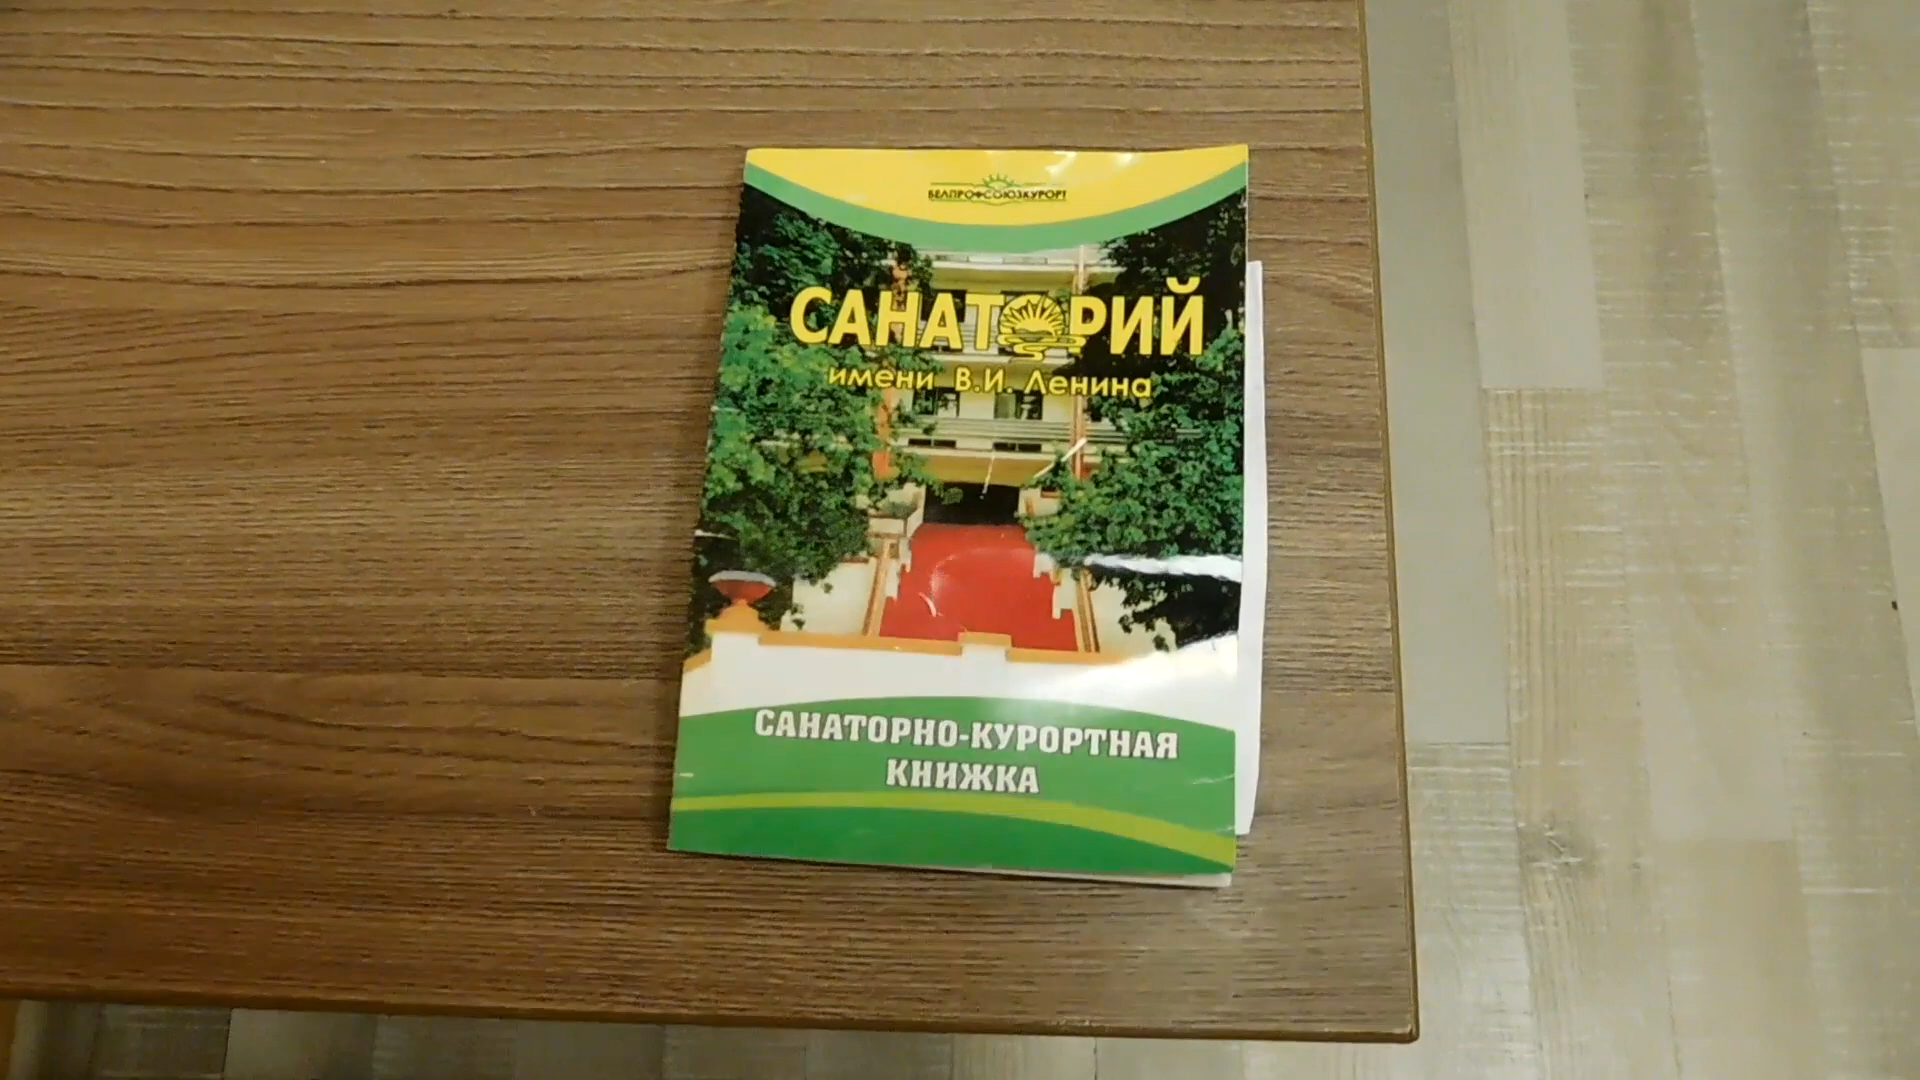 БЕЛПРОФСОЮЗКУРОРТ
САНАТОРИЙ
имени В.И. Ленина
САНАТОРНО-КУРОРТНАЯ
КНИЖКА